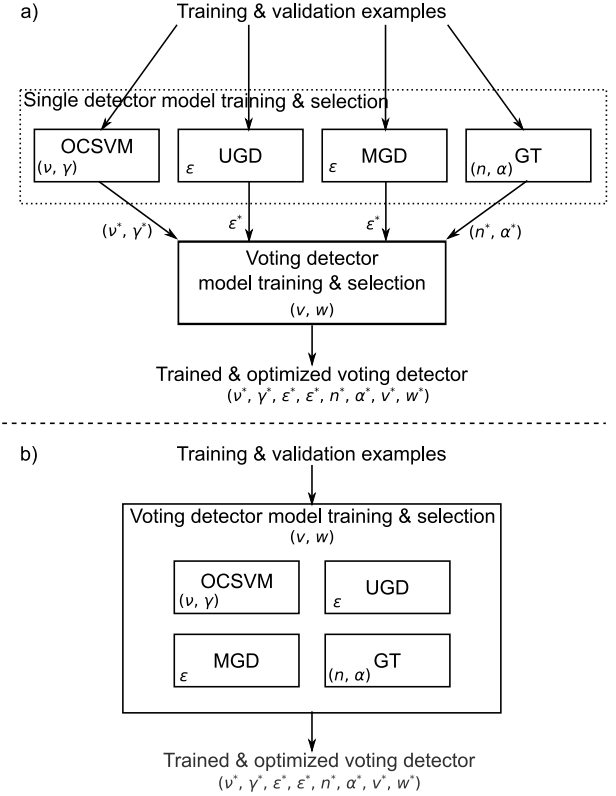 a)
Training & validation examples
Single detector model training & selection
OCSVM
(ν, γ)
UGD
ε
MGD
ε
GT
(n, α)
(ν*, γ*)
ε*
ε*
(n*, α*)
Voting detector
model training & selection
(v, w)
Trained & optimized voting detector
(ν*, γ*, ε*, ε*, n*, α*, v*, w*)
b)
Training & validation examples
Voting detector model training & selection
(v, w)
OCSVM
(ν, γ)
UGD
ε
MGD
ε
GT
(n, α)
Trained & optimized voting detector
(ν*, γ*, ε*, ε*, n*, α*, v*, w*)